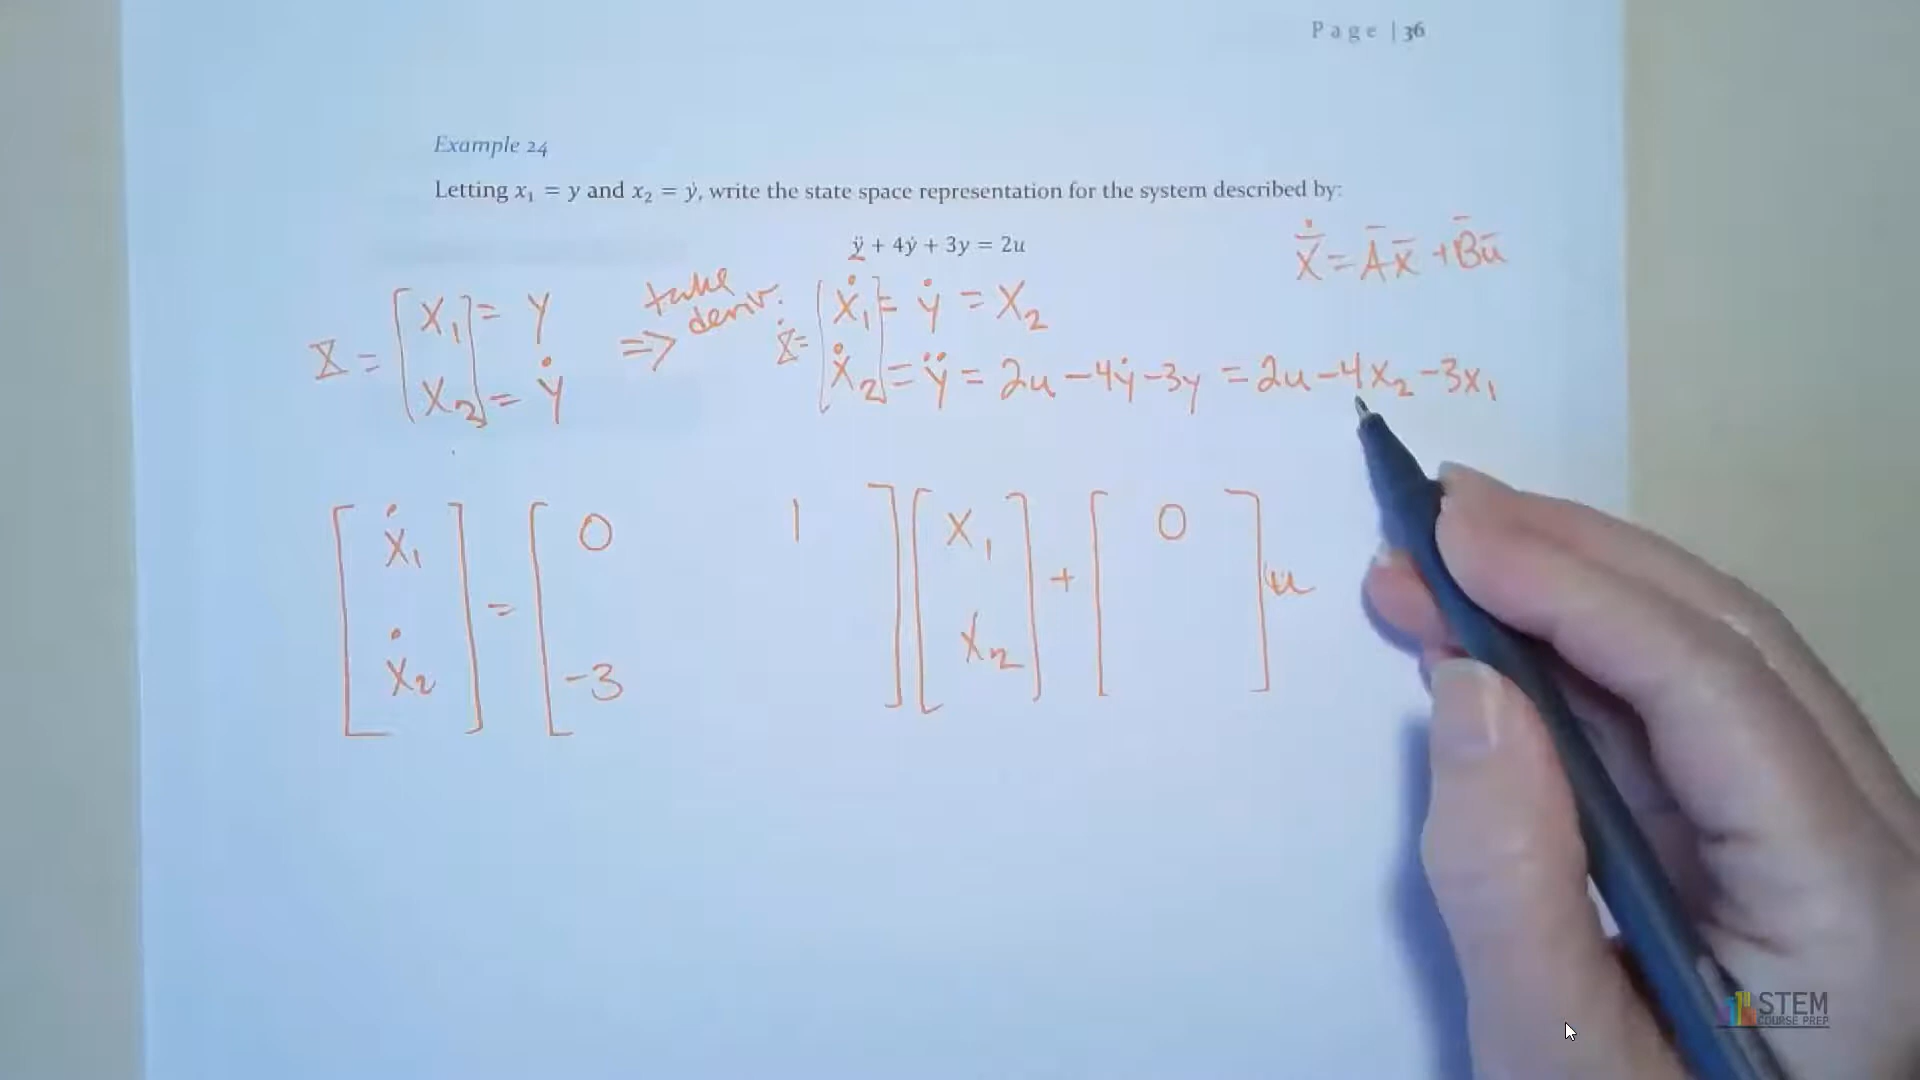 Page | 36
Example 24
Letting x₁ = y and x₂ = ẏ, write the state space representation for the system described by:
ÿ + 4ẏ + 3y = 2u
Ẋ = A̅x̅ + B̅u̅
X = [x₁ = y
x₂ = ẏ]
⇒ take deriv.
Ẋ = [ẋ₁ = ẏ = x₂
ẋ₂] = ÿ = 2u - 4ẏ - 3y = 2u - 4x₂ - 3x₁
[ẋ₁ ẋ₂] = [0 1
-3 ] [x₁ x₂] + [0 ] u
STEM
COURSE PREP